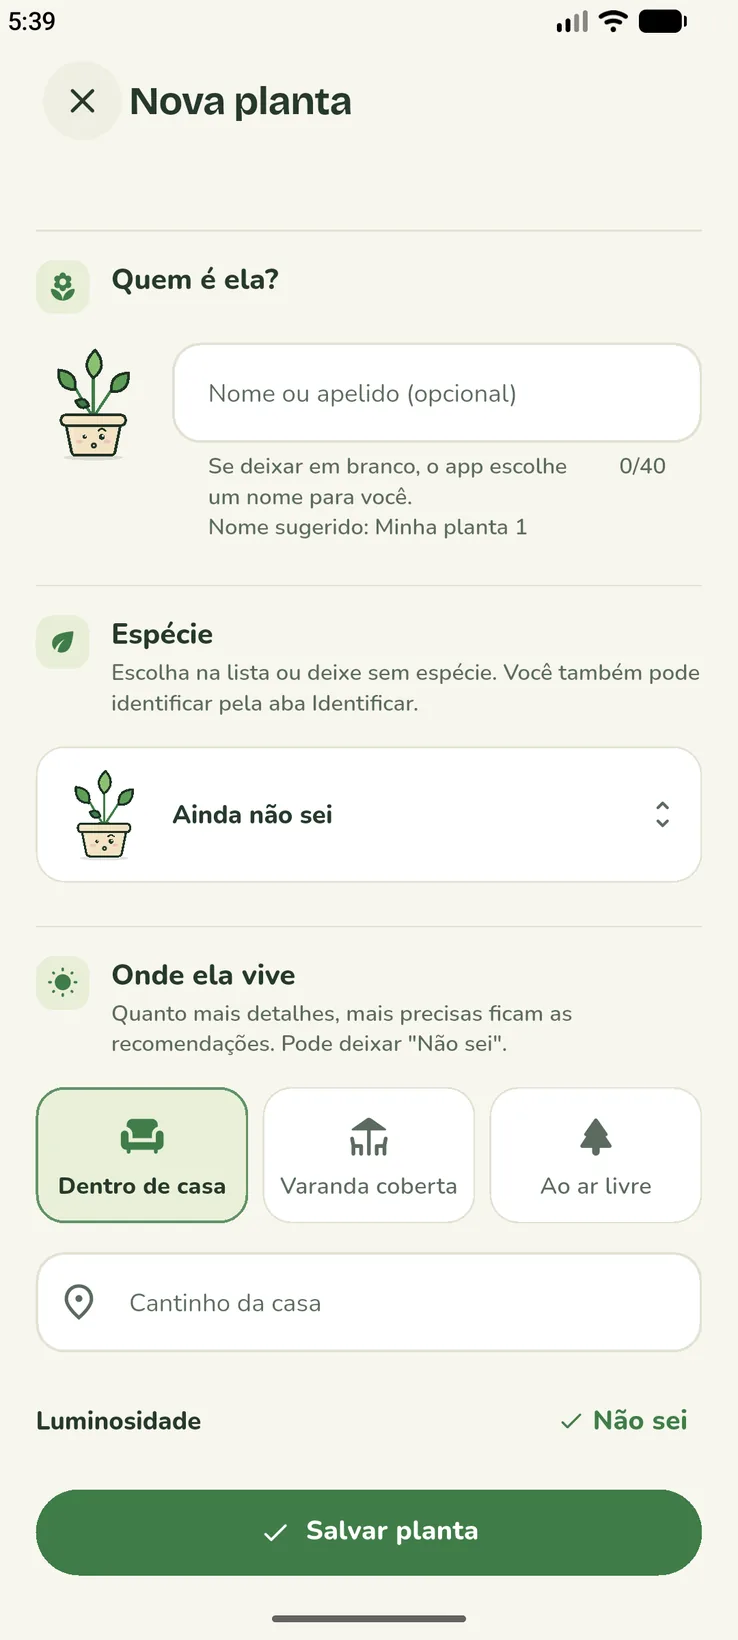 5:39
Nova planta
Quem é ela?
Nome ou apelido (opcional)
Se deixar em branco, o app escolhe 0/40
um nome para você.
Nome sugerido: Minha planta 1
Espécie
Escolha na lista ou deixe sem espécie. Você também pode
identificar pela aba Identificar.
Ainda não sei
Onde ela vive
Quanto mais detalhes, mais precisas ficam as
recomendações. Pode deixar "Não sei".
Dentro de casa Varanda coberta Ao ar livre
Cantinho da casa
Luminosidade Não sei
Salvar planta